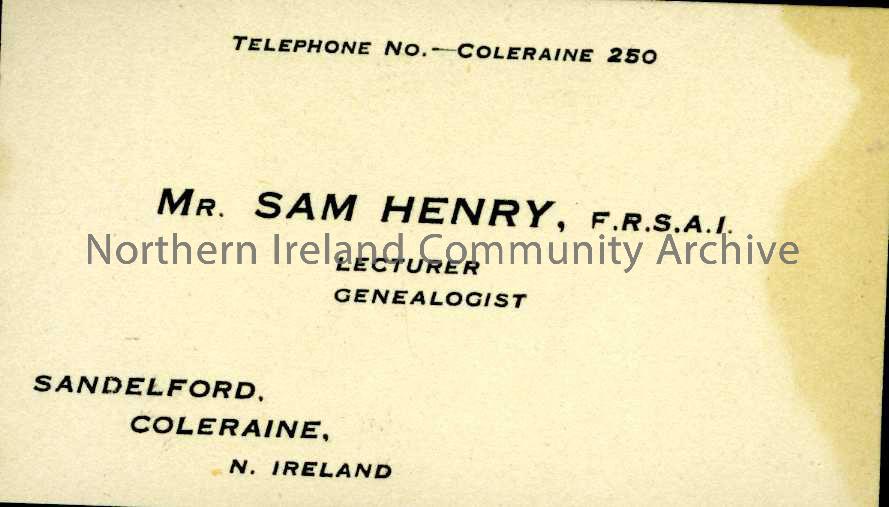 TELEPHONE NO.—COLERAINE 250
MR. SAM HENRY, F.R.S.A.I.
Northern Ireland Community Archive
LECTURER
GENEALOGIST
SANDELFORD,
COLERAINE,
N. IRELAND